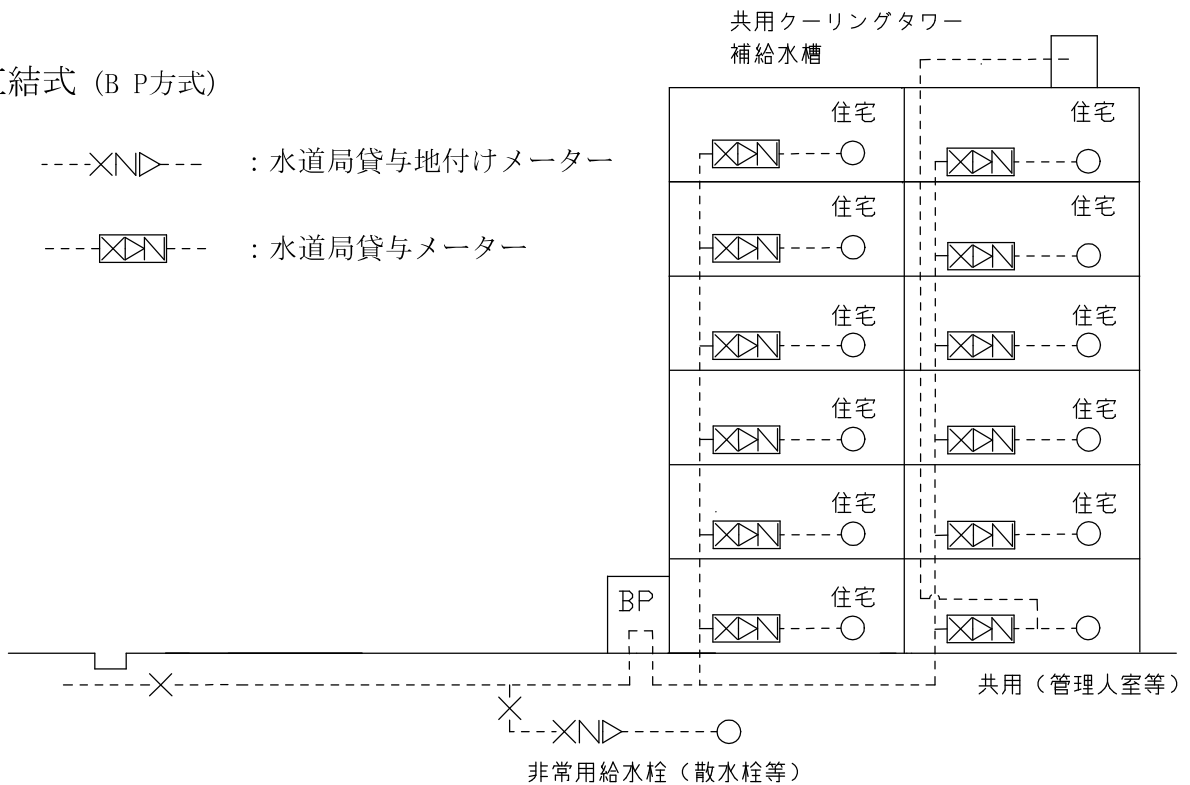 共用クーリングタワー
補給水槽
結式 (B P方式)
: 水道局貸与地付けメーター
: 水道局貸与メーター
住宅
住宅
住宅
住宅
住宅
住宅
住宅
住宅
住宅
住宅
住宅
BP
共用（管理人室等）
非常用給水栓（散水栓等）